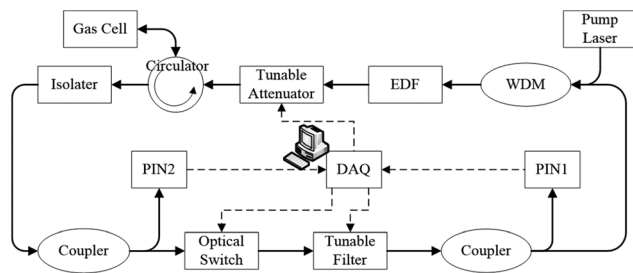 Pump
Laser
Gas Cell
Circulator
Isolater
Tunable
Attenuator
EDF
WDM
PIN2
DAQ
PIN1
Coupler
Optical
Switch
Tunable
Filter
Coupler